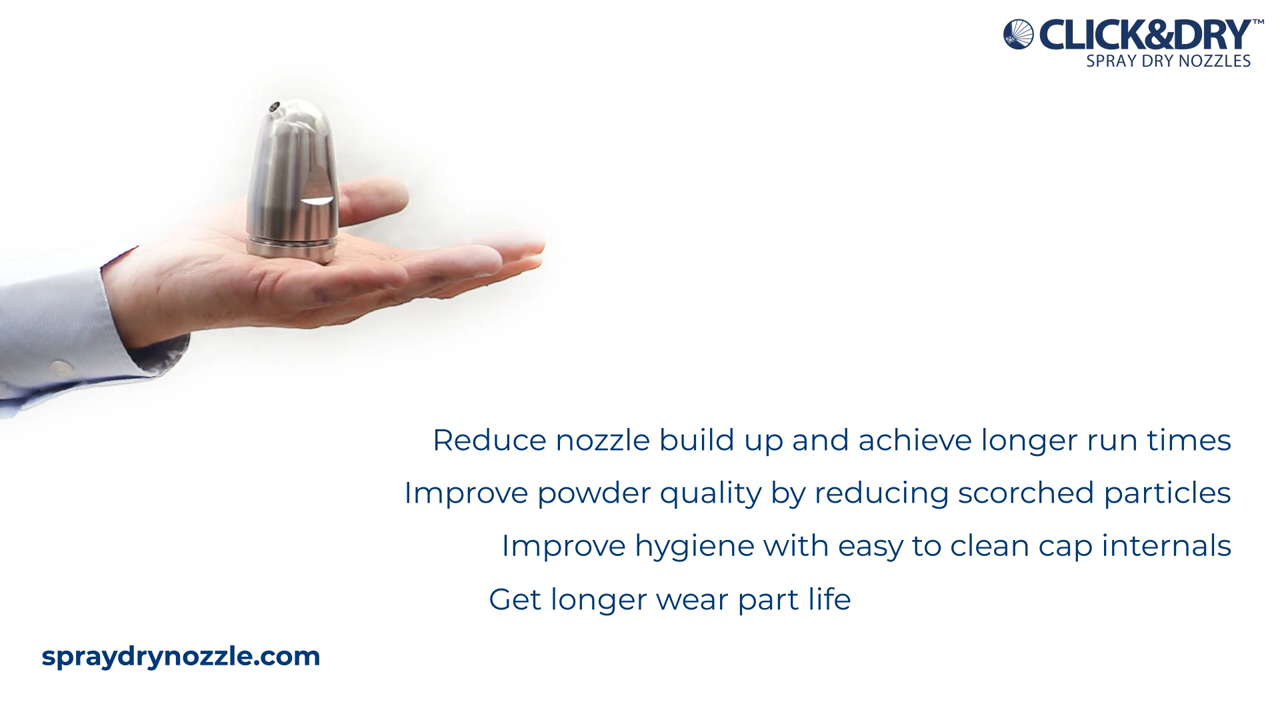 CLICK&DRY™
SPRAY DRY NOZZLES
Reduce nozzle build up and achieve longer run times
Improve powder quality by reducing scorched particles
Improve hygiene with easy to clean cap internals
Get longer wear part life
spraydrynozzle.com